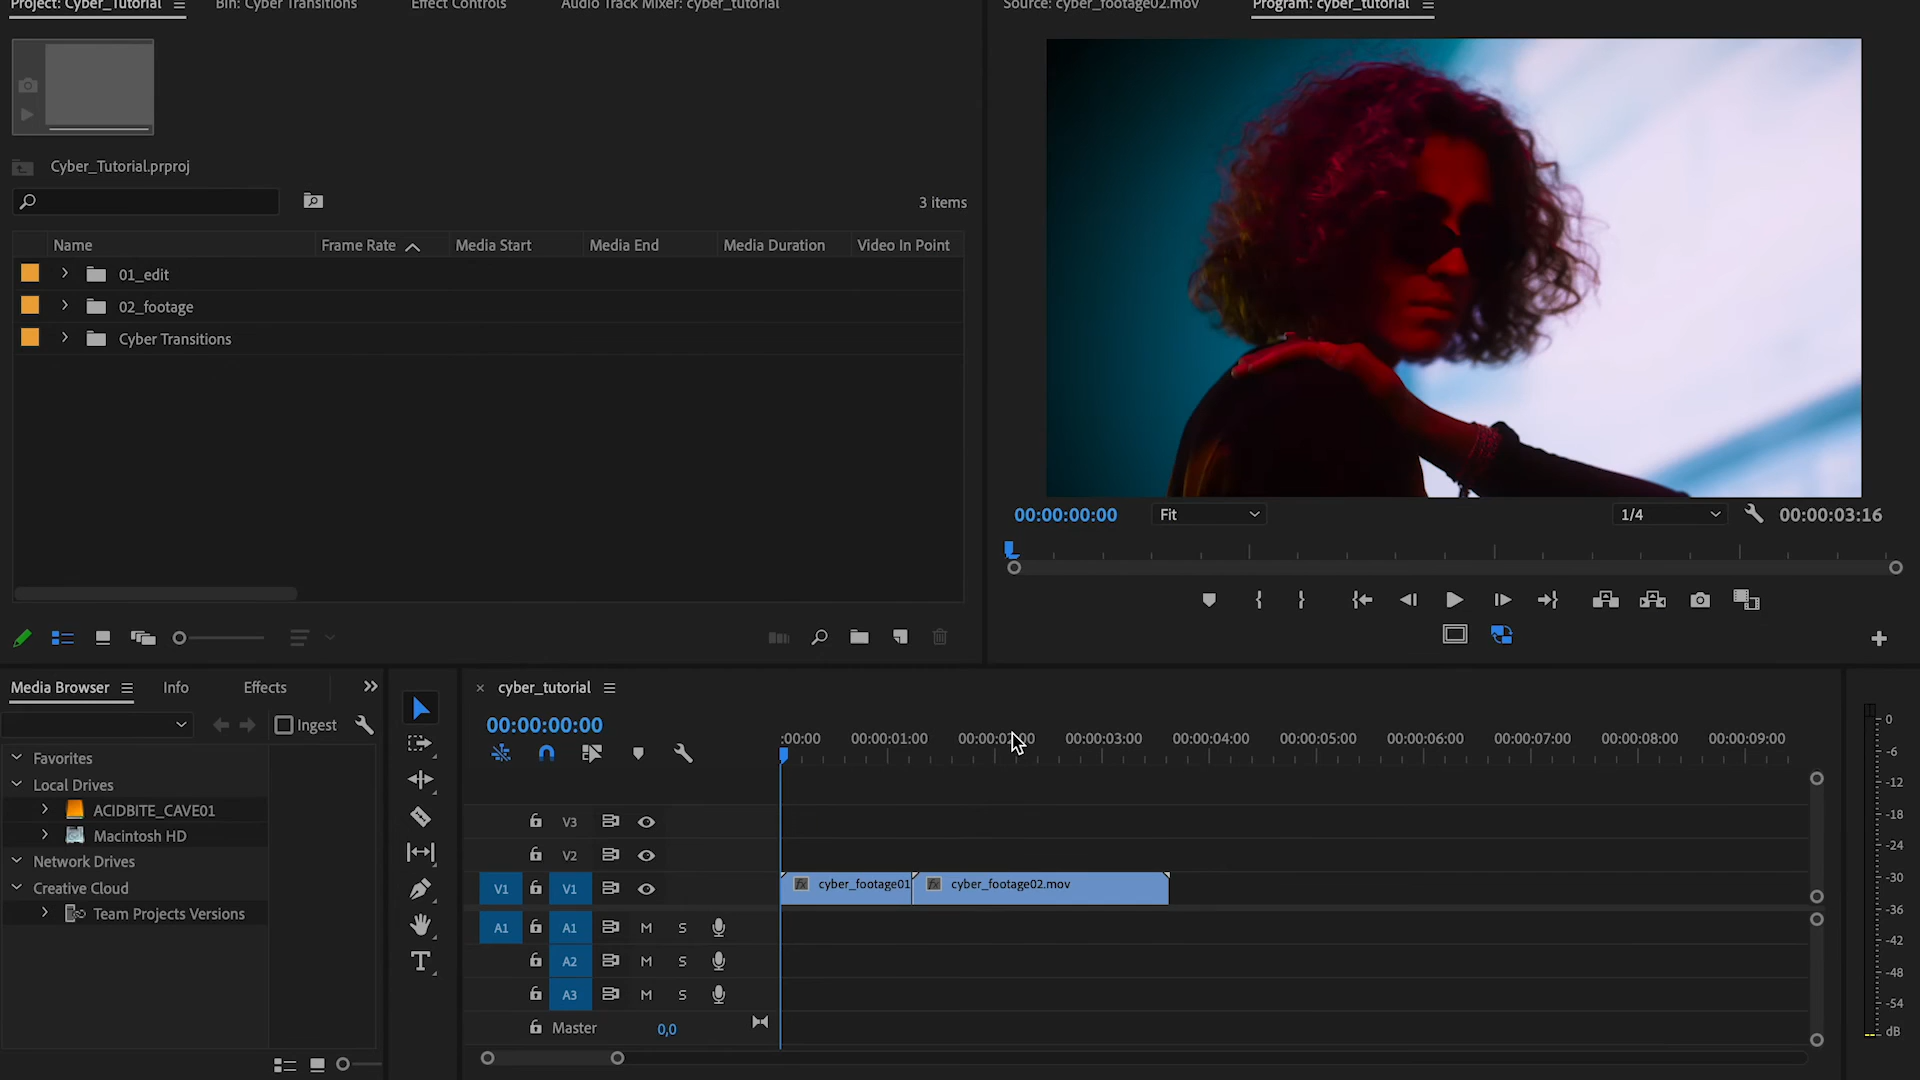 Project: Cyber_Tutorial
Bin: Cyber Transitions
Effect Controls
Audio Track Mixer: cyber_tutorial
Source: cyber_footage02.mov
Program: cyber_tutorial
Cyber_Tutorial.prproj
3 items
Name
Frame Rate
Media Start
Media End
Media Duration
Video In Point
01_edit
02_footage
Cyber Transitions
00:00:00:00
Fit
1/4
00:00:03:16
Media Browser
Info
Effects
Ingest
Favorites
Local Drives
ACIDBITE_CAVE01
Macintosh HD
Network Drives
Creative Cloud
Team Projects Versions
cyber_tutorial
00:00:00:00
:00:00
00:00:01:00
00:00:03:00
00:00:04:00
00:00:05:00
00:00:06:00
00:00:07:00
00:00:08:00
00:00:09:00
V3
V2
V1
V1
fx cyber_footage01
fx cyber_footage02.mov
A1
A1
M
S
A2
M
S
A3
M
S
Master
0,0
0
-6
-12
-18
-24
-30
-36
-42
-48
-54
dB